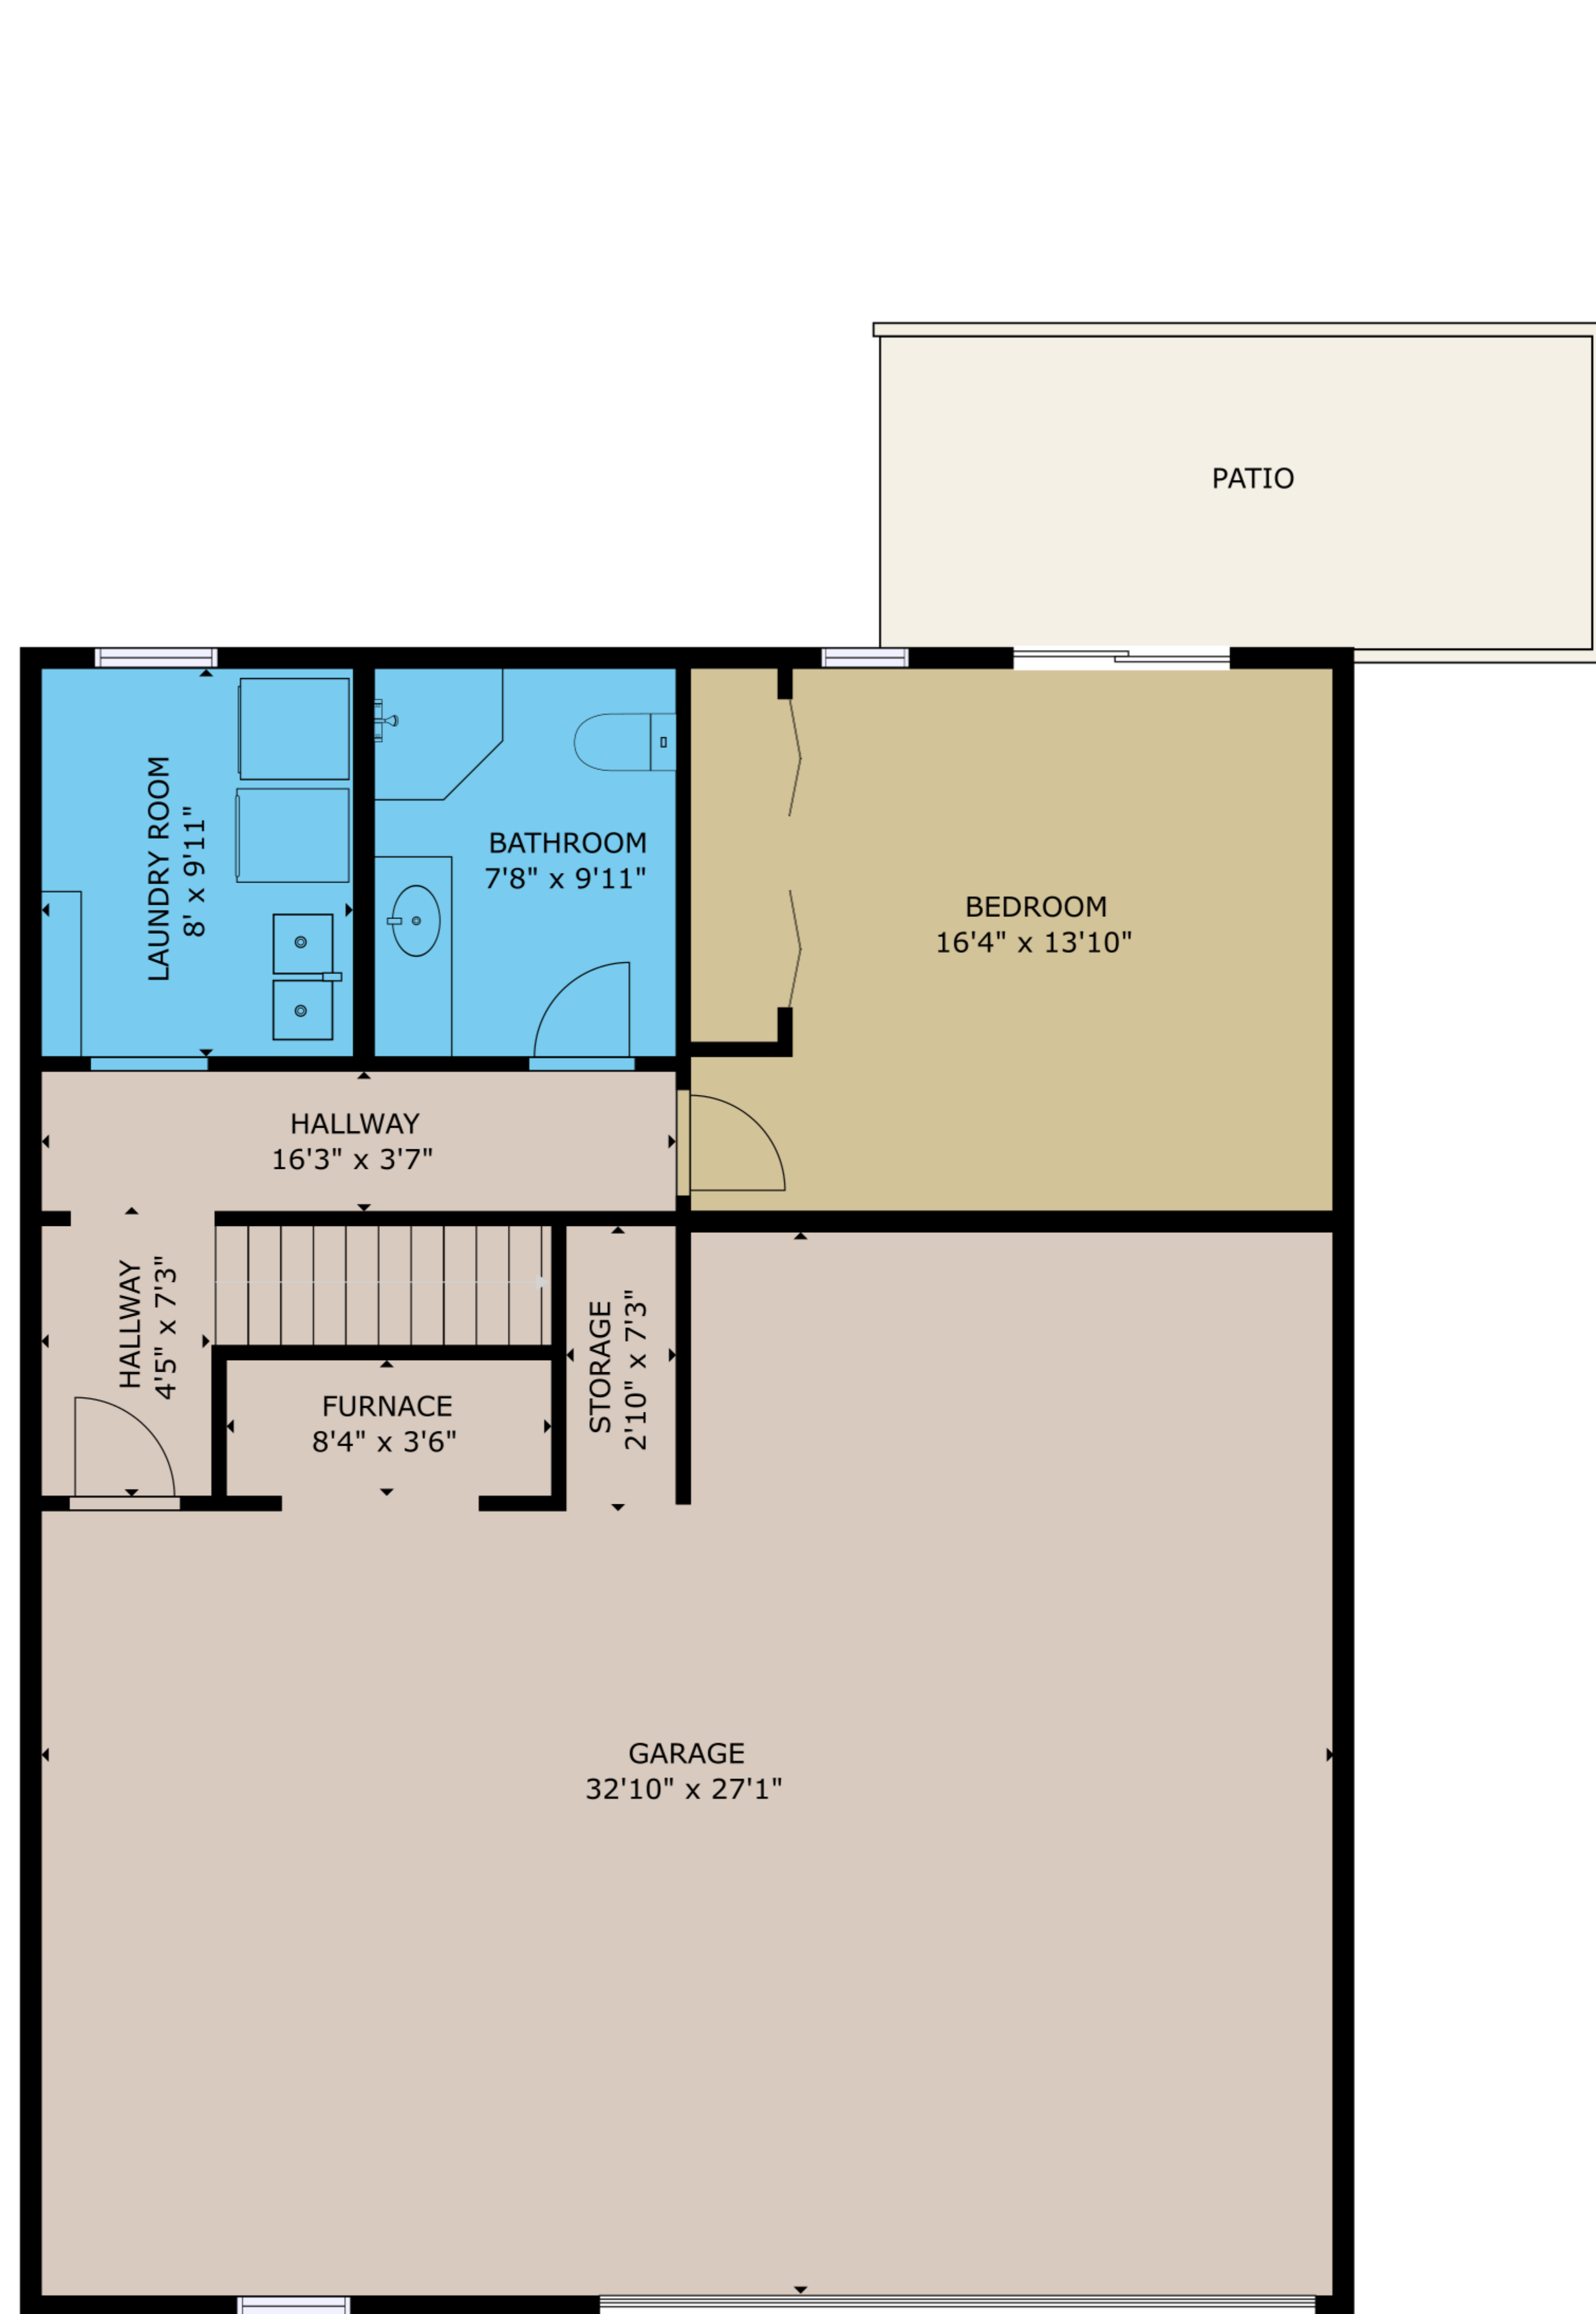 PATIO
LAUNDRY ROOM
8' x 9'11"
BATHROOM
7'8" x 9'11"
BEDROOM
16'4" x 13'10"
HALLWAY
16'3" x 3'7"
HALLWAY
4'5" x 7'3"
FURNACE
8'4" x 3'6"
STORAGE
2'10" x 7'3"
GARAGE
32'10" x 27'1"